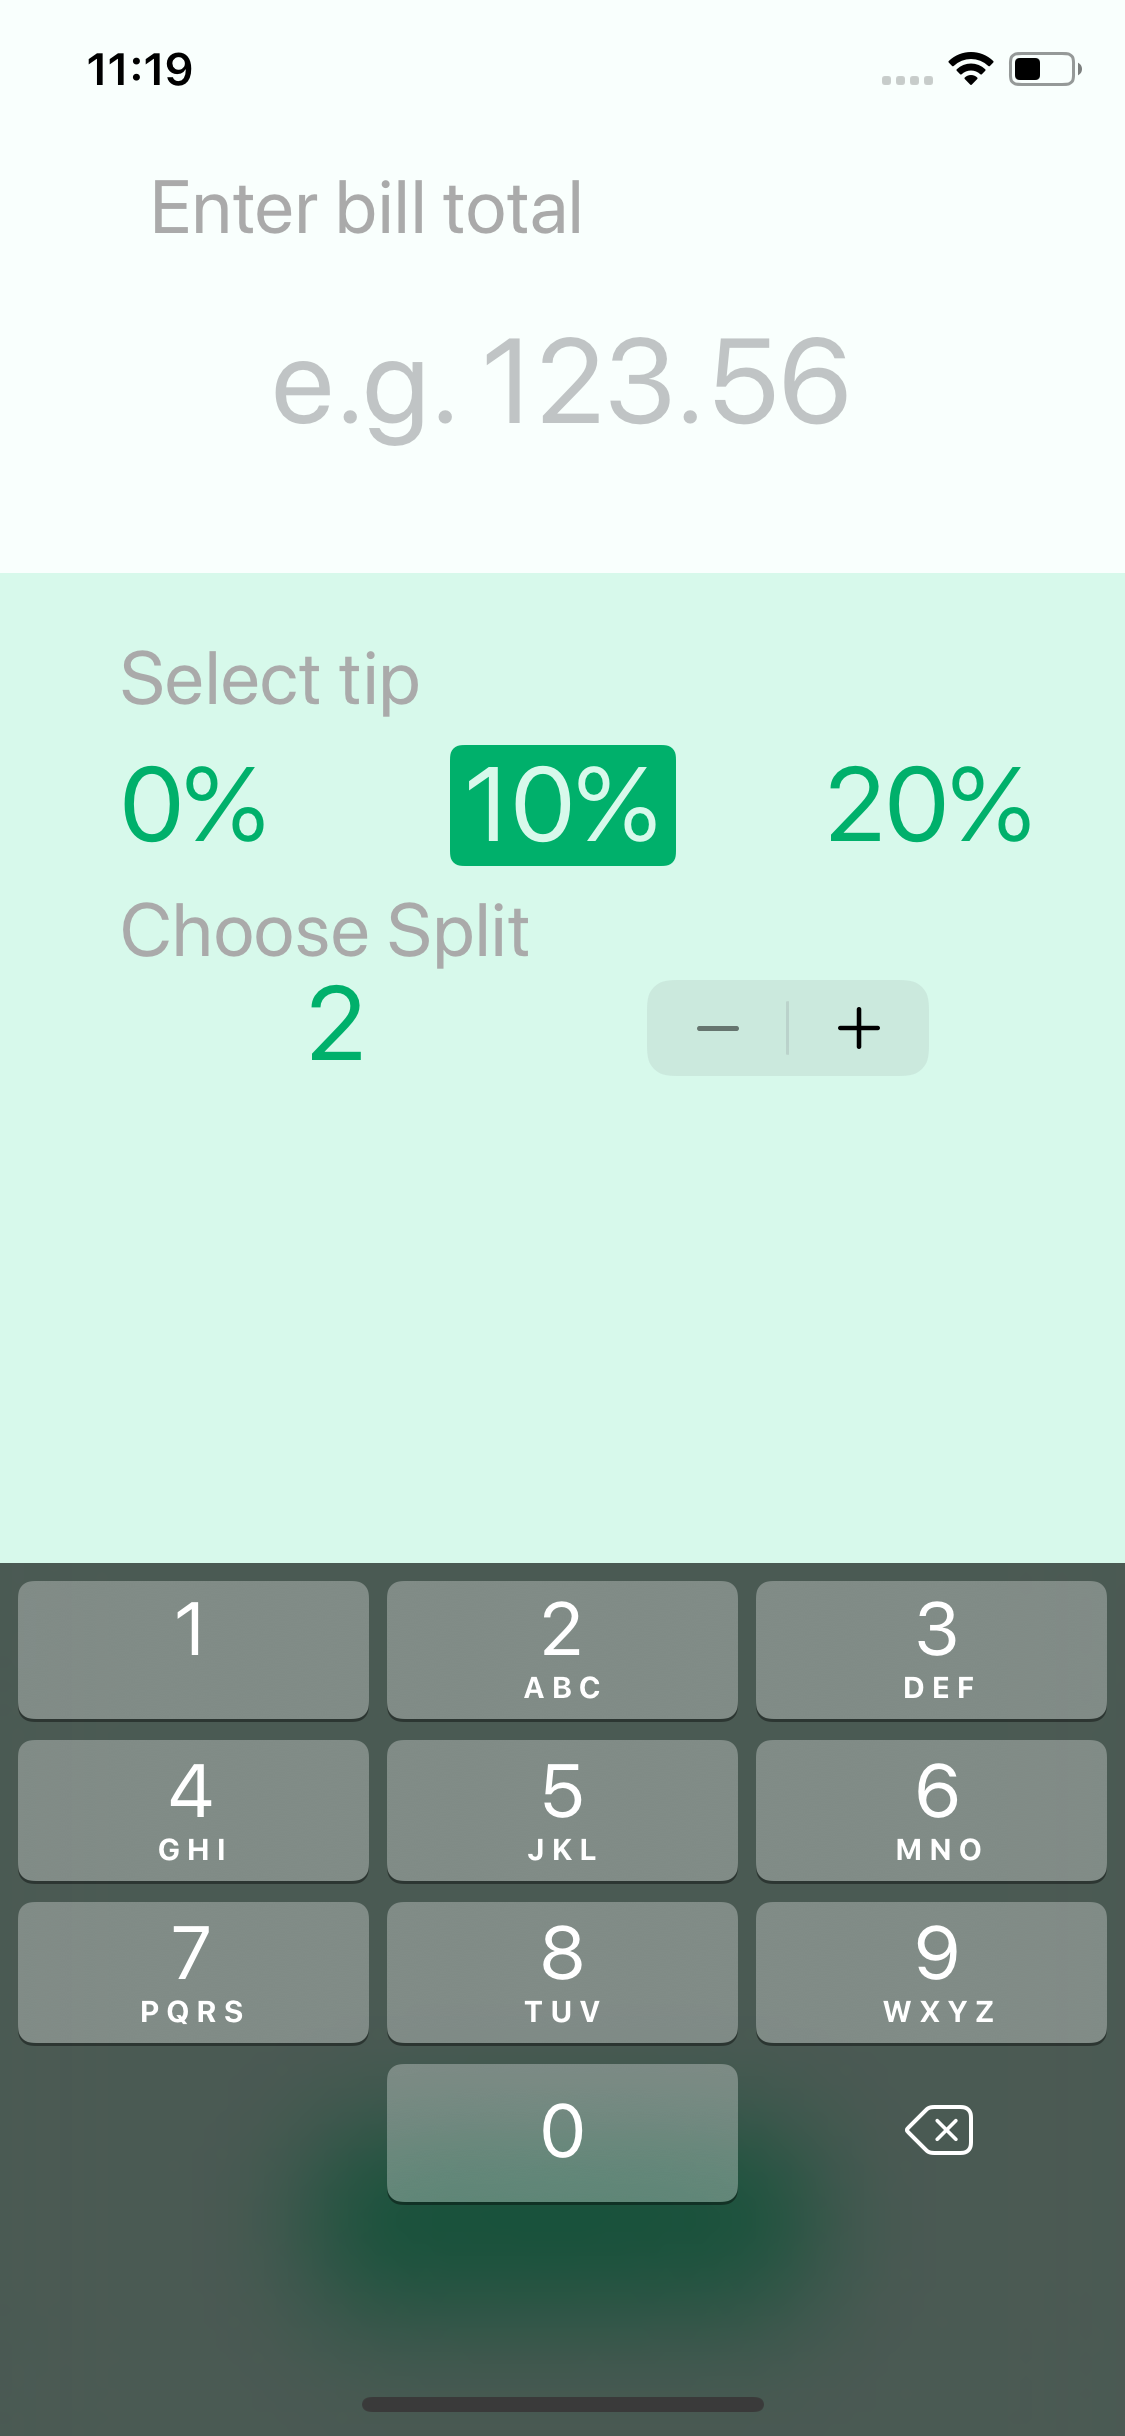 11:19
Enter bill total
e.g. 123.56
Select tip
0% 10% 20%
Choose Split
2 − +
1 2 3
ABC DEF
4 5 6
GHI JKL MNO
7 8 9
PQRS TUV WXYZ
0